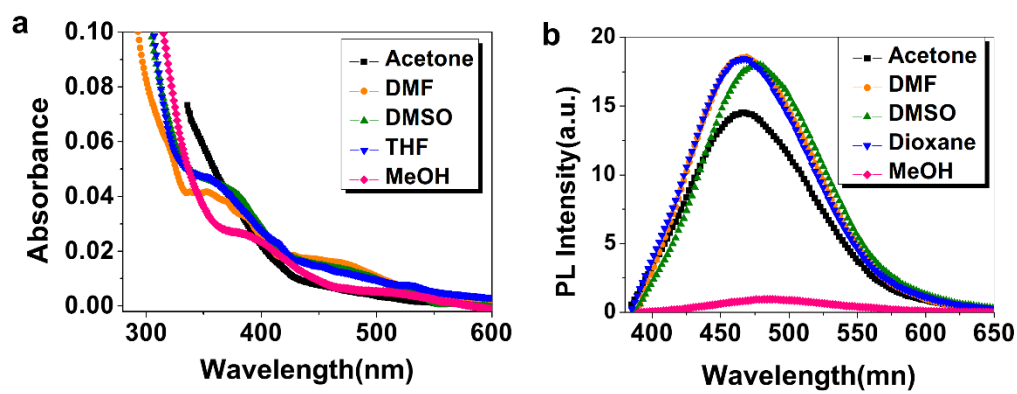 a
Absorbance
0.10
0.08
0.06
0.04
0.02
0.00
300
400
500
600
Wavelength(nm)
Acetone
DMF
DMSO
THF
MeOH
b
PL Intensity(a.u.)
20
15
10
5
0
400
450
500
550
600
650
Wavelength(mn)
Acetone
DMF
DMSO
Dioxane
MeOH